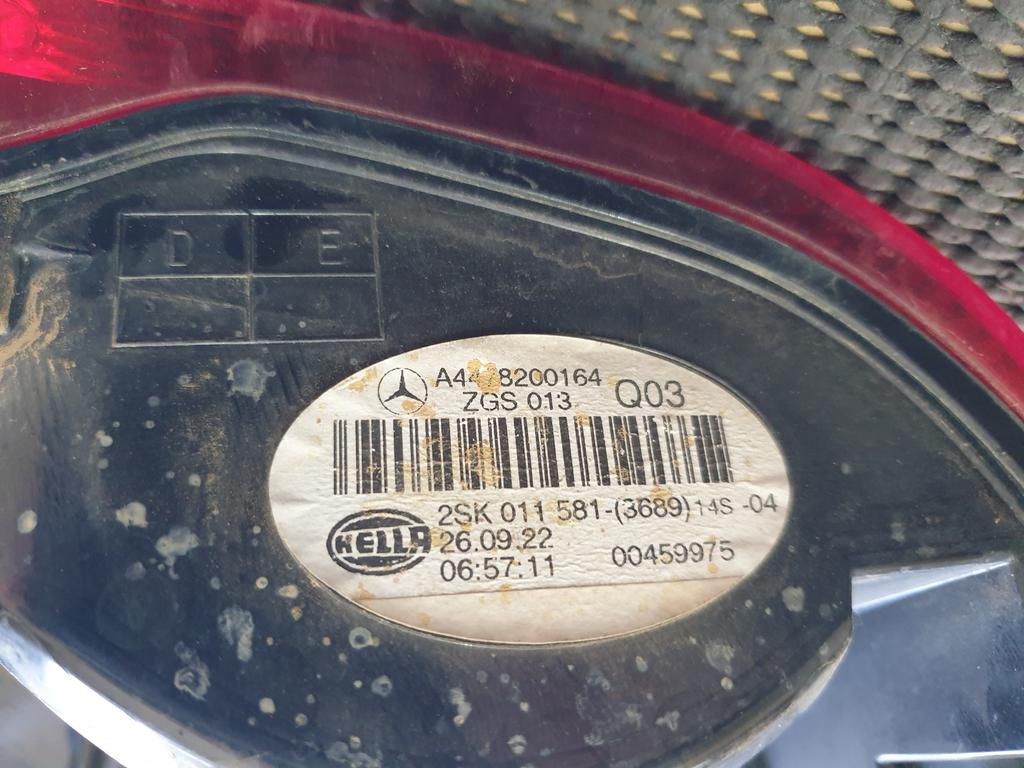 D E
ZGS 013 Q03
2SK 011 581-(3689) 14S -04
HELLA
26.09.22
06:57:11 00459975